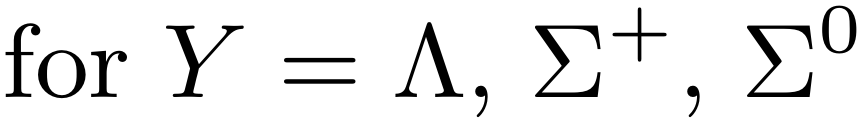 for Y = Λ, Σ⁺, Σ⁰